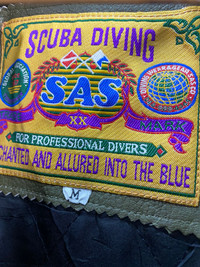 SCUBA DIVING
SAS
XX
FOR PROFESSIONAL DIVERS
CHANTED AND ALLURED INTO THE BLUE
M